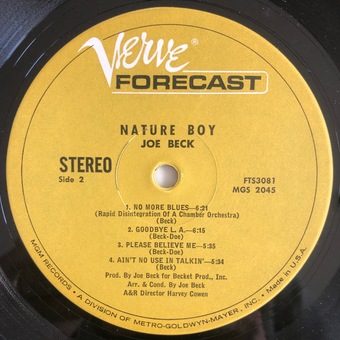 Verve®
FORECAST
NATURE BOY
JOE BECK
STEREO
Side 2
FTS3081
MGS 2045
1. NO MORE BLUES—6:21
(Rapid Disintegration Of A Chamber Orchestra)
(Beck)
2. GOODBYE L. A.—6:15
(Beck-Doe)
3. PLEASE BELIEVE ME—5:35
(Beck-Doe)
4. AIN'T NO USE IN TALKIN'—5:34
(Beck)
Prod. By Joe Beck for Becket Prod., Inc.
Arr. & Cond. By Joe Beck
A&R Director Harvey Cowen
MGM RECORDS • A DIVISION OF METRO-GOLDWYN-MAYER, INC. • Made in U.S.A.